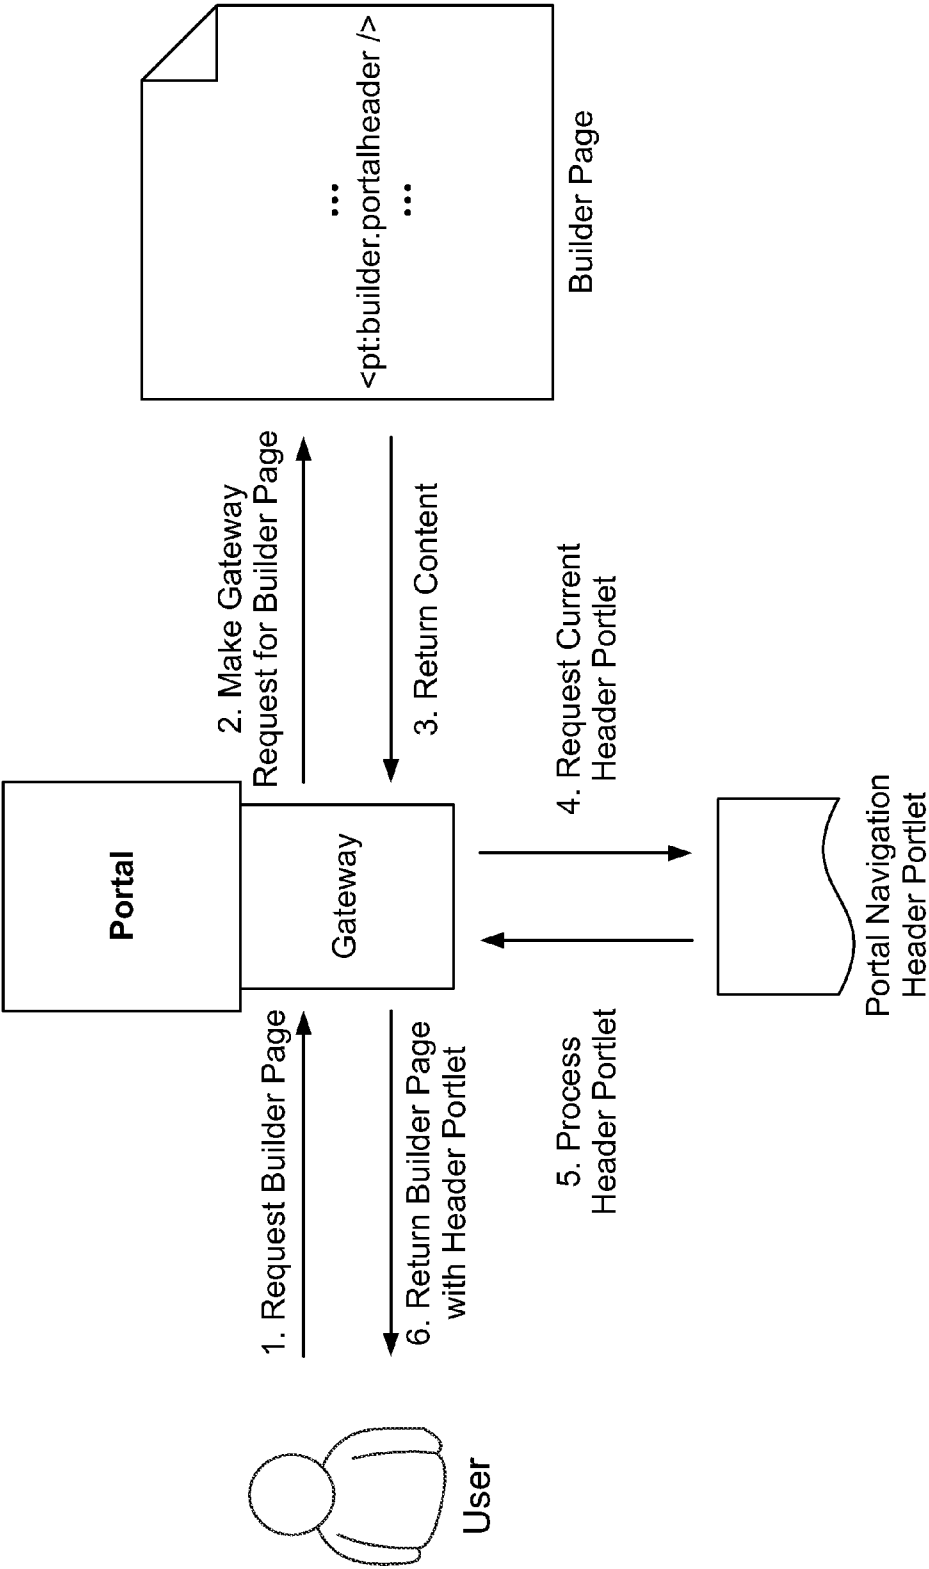 Portal
Gateway
1. Request Builder Page
2. Make Gateway
Request for Builder Page
<pt:builder.portalheader />
...
...
Builder Page
3. Return Content
4. Request Current
Header Portlet
Portal Navigation
Header Portlet
5. Process
Header Portlet
6. Return Builder Page
with Header Portlet
User